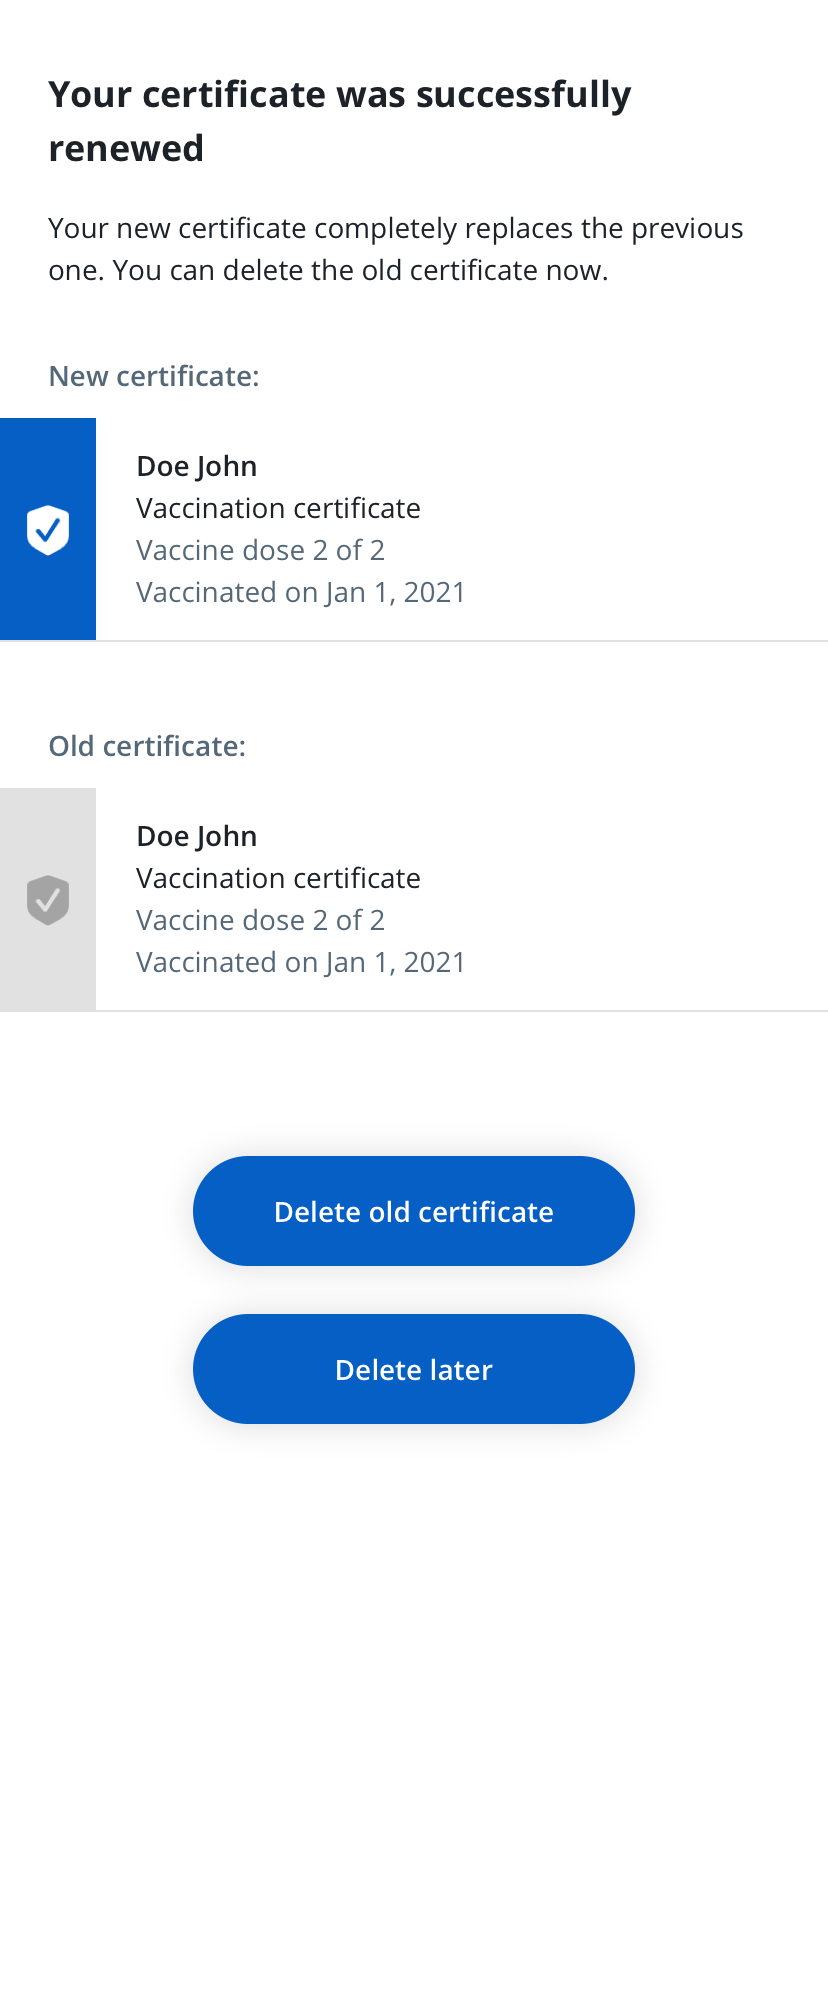 Your certificate was successfully
renewed
Your new certificate completely replaces the previous
one. You can delete the old certificate now.
New certificate:
Doe John
Vaccination certificate
Vaccine dose 2 of 2
Vaccinated on Jan 1, 2021
Old certificate:
Doe John
Vaccination certificate
Vaccine dose 2 of 2
Vaccinated on Jan 1, 2021
Delete old certificate
Delete later